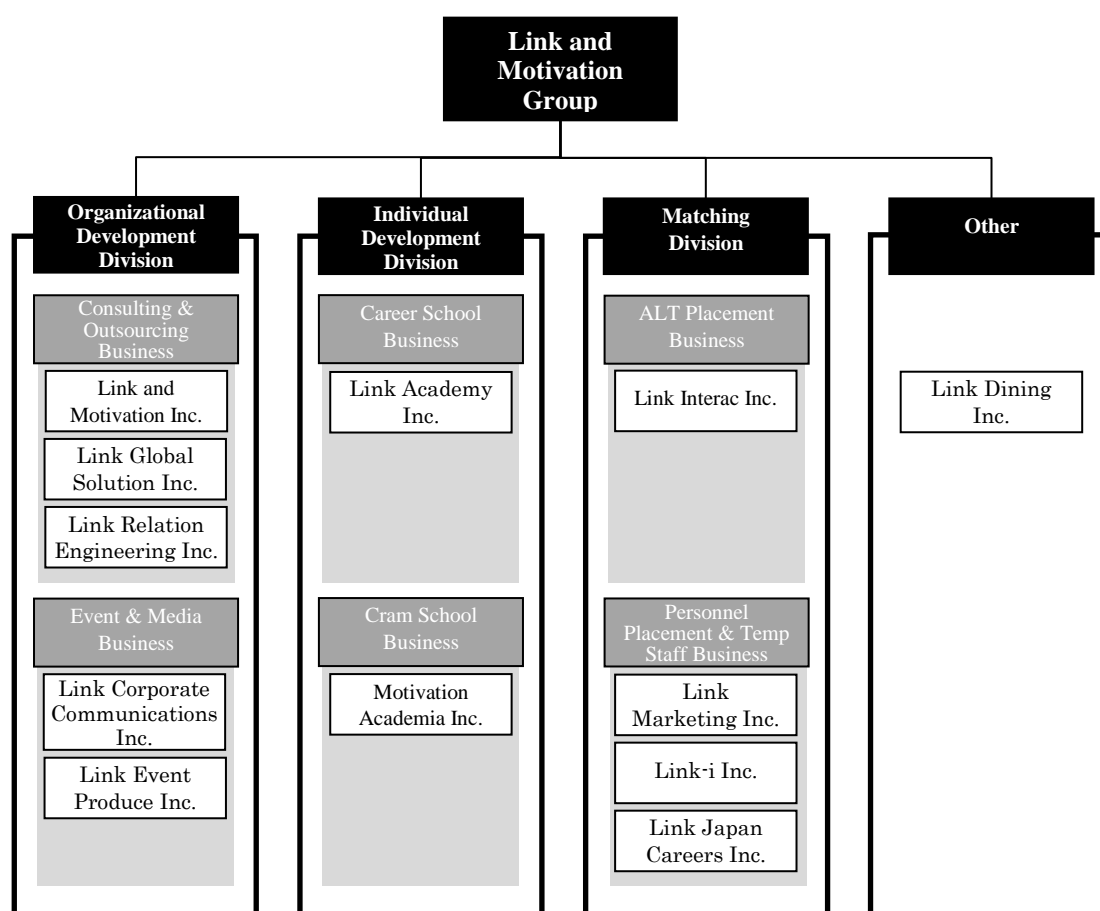 Link and
Motivation
Group
Organizational
Development
Division
Consulting &
Outsourcing
Business
Link and
Motivation Inc.
Link Global
Solution Inc.
Link Relation
Engineering Inc.
Event & Media
Business
Link Corporate
Communications
Inc.
Link Event
Produce Inc.
Individual
Development
Division
Career School
Business
Link Academy
Inc.
Cram School
Business
Motivation
Academia Inc.
Matching
Division
ALT Placement
Business
Link Interac Inc.
Personnel
Placement & Temp
Staff Business
Link
Marketing Inc.
Link-i Inc.
Link Japan
Careers Inc.
Other
Link Dining
Inc.